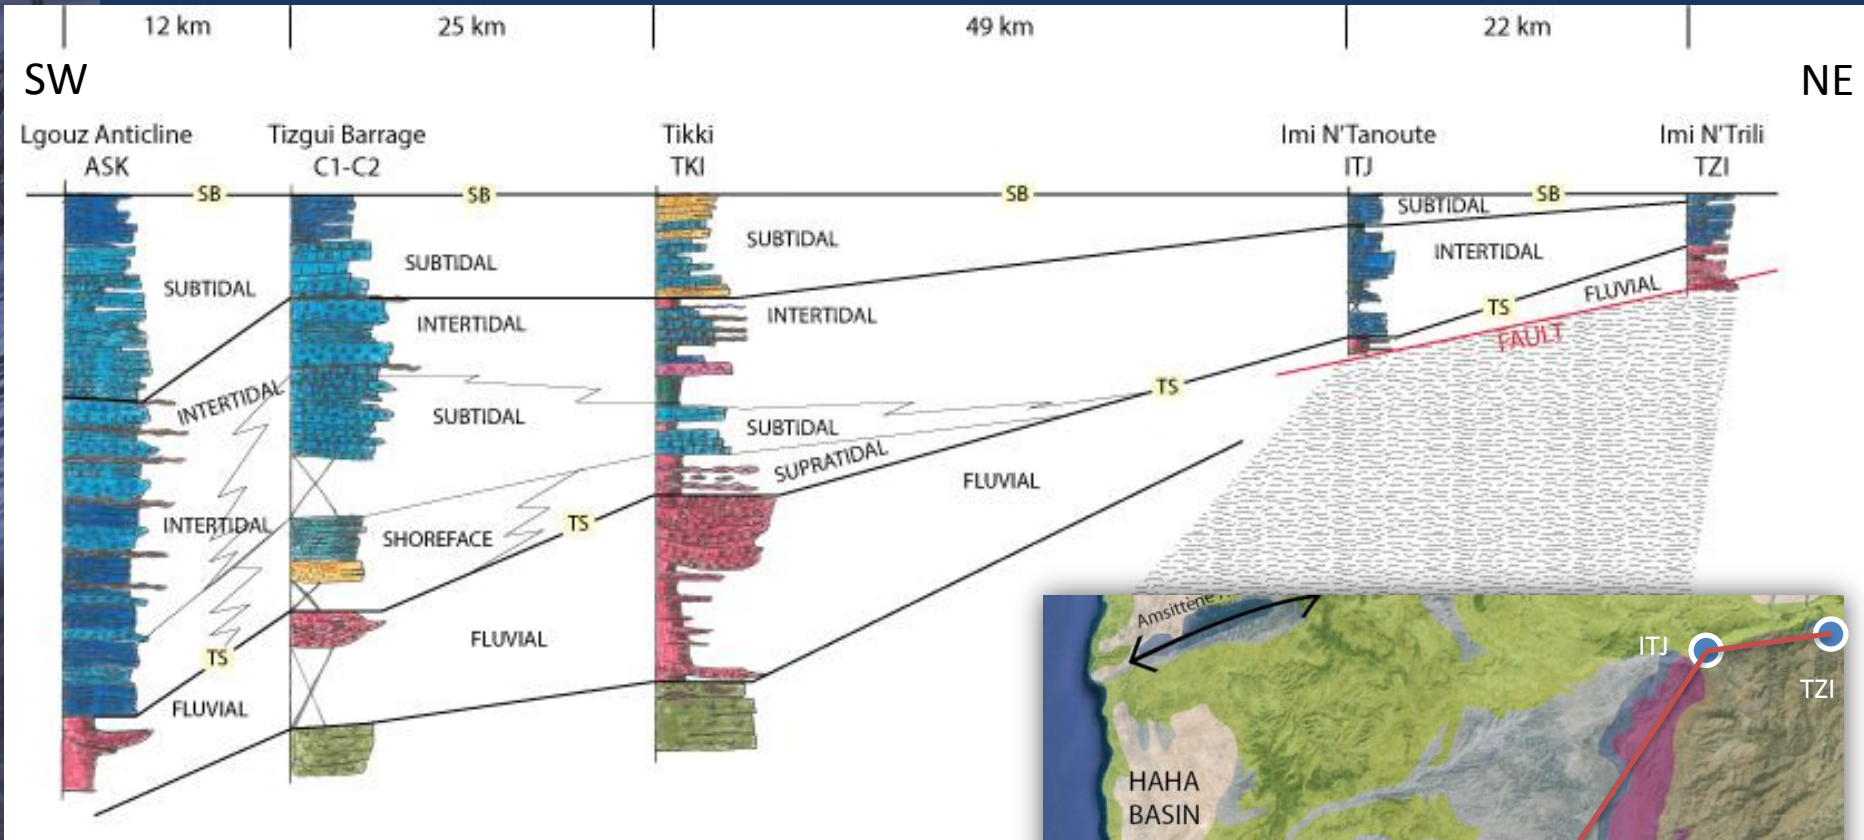 12 km
25 km
49 km
22 km
SW
NE
Lgouz Anticline
ASK
Tizgui Barrage
C1-C2
Tikki
TKI
Imi N'Tanoute
ITJ
Imi N'Trili
TZI
SB
SB
SB
SB
SUBTIDAL
SUBTIDAL
SUBTIDAL
SUBTIDAL
INTERTIDAL
INTERTIDAL
INTERTIDAL
INTERTIDAL
FLUVIAL
TS
FAULT
TS
SUBTIDAL
SUBTIDAL
SUPRATIDAL
FLUVIAL
INTERTIDAL
SHOREFACE
TS
FLUVIAL
TS
FLUVIAL
Amsittène
ITJ
TZI
HAHA
BASIN